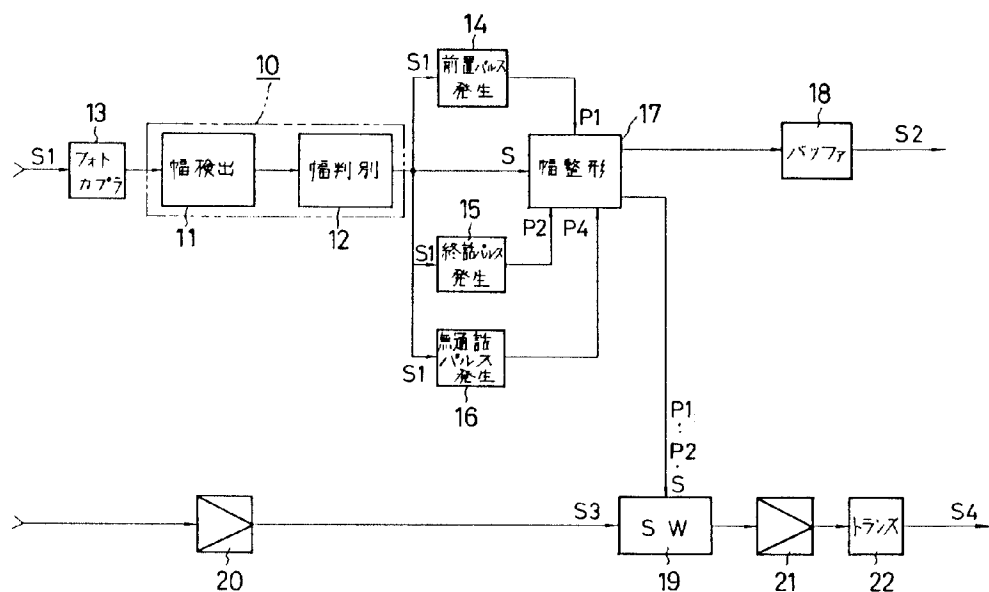 14
S1
前置パルス
発生
10
P1
17
18
13
S1
フォト
カプラ
幅検出
幅判別
S
幅整形
バッファ
S2
11
12
15
P2
P4
S1
終話パルス
発生
無通話
パルス
発生
S1
16
P1
P2
S
S3
SW
トランス
S4
20
19
21
22